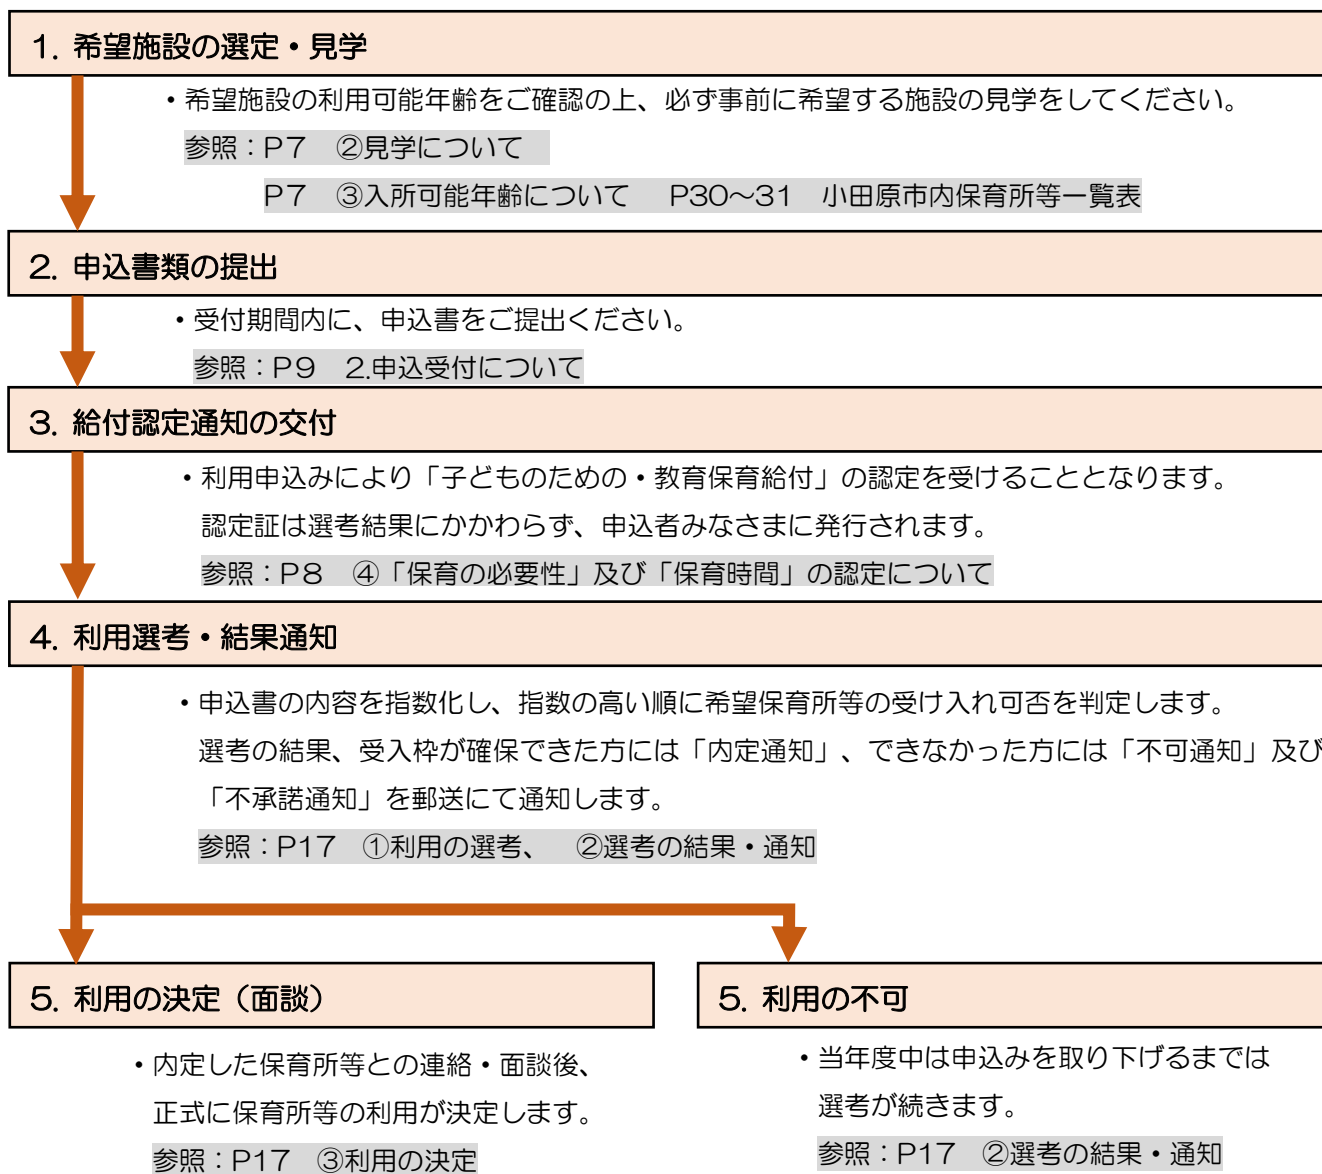 1. 希望施設の選定・見学
・希望施設の利用可能年齢をご確認の上、必ず事前に希望する施設の見学をしてください。
参照：P7　②見学について
P7　③入所可能年齢について　P30～31　小田原市内保育所等一覧表
2. 申込書類の提出
・受付期間内に、申込書をご提出ください。
参照：P9　2.申込受付について
3. 給付認定通知の交付
・利用申込みにより「子どものための・教育保育給付」の認定を受けることとなります。
認定証は選考結果にかかわらず、申込者みなさまに発行されます。
参照：P8　④「保育の必要性」及び「保育時間」の認定について
4. 利用選考・結果通知
・申込書の内容を指数化し、指数の高い順に希望保育所等の受け入れ可否を判定します。
選考の結果、受入枠が確保できた方には「内定通知」、できなかった方には「不可通知」及び
「不承諾通知」を郵送にて通知します。
参照：P17　①利用の選考、　②選考の結果・通知
5. 利用の決定（面談）
・内定した保育所等との連絡・面談後、
正式に保育所等の利用が決定します。
参照：P17　③利用の決定
5. 利用の不可
・当年度中は申込みを取り下げるまでは
選考が続きます。
参照：P17　②選考の結果・通知